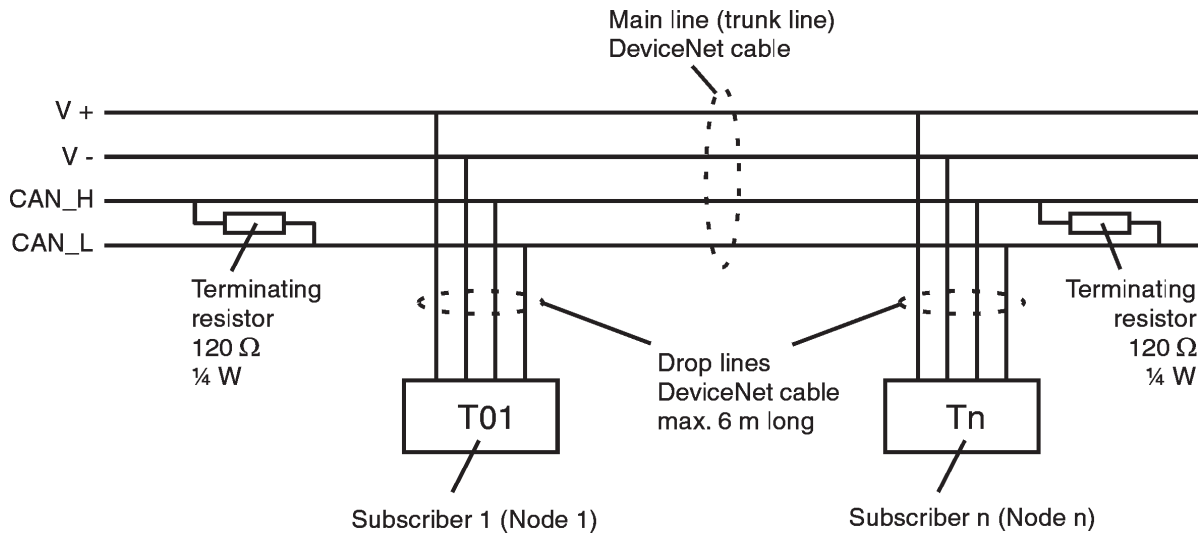 Main line (trunk line)
DeviceNet cable
V +
V -
CAN_H
CAN_L
Terminating
resistor
120 Ω
¼ W
Terminating
resistor
120 Ω
¼ W
Drop lines
DeviceNet cable
max. 6 m long
T01
Tn
Subscriber 1 (Node 1)
Subscriber n (Node n)